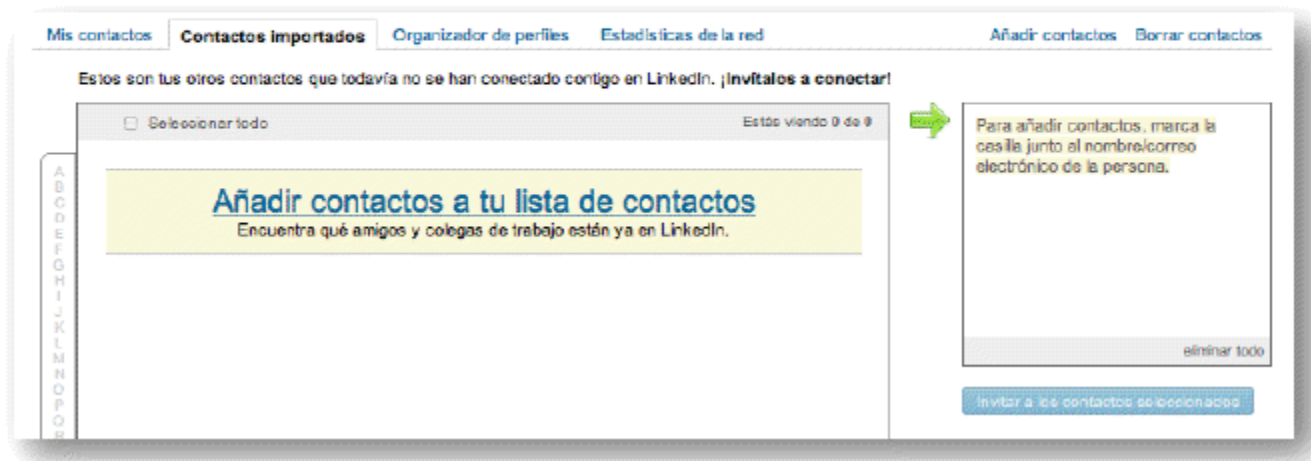 Mis contactos Contactos importados Organizador de perfiles Estadísticas de la red Añadir contactos Borrar contactos
Estos son tus otros contactos que todavía no se han conectado contigo en LinkedIn. ¡Invítalos a conectar!
Seleccionar todo Estás viendo 0 de 0
Para añadir contactos, marca la
casilla junto al nombre/correo
electrónico de la persona.
Añadir contactos a tu lista de contactos
Encuentra qué amigos y colegas de trabajo están ya en LinkedIn.
A
B
C
D
E
F
G
H
I
J
K
L
M
N
O
P
Q
R
eliminar todo
Invitar a los contactos seleccionados